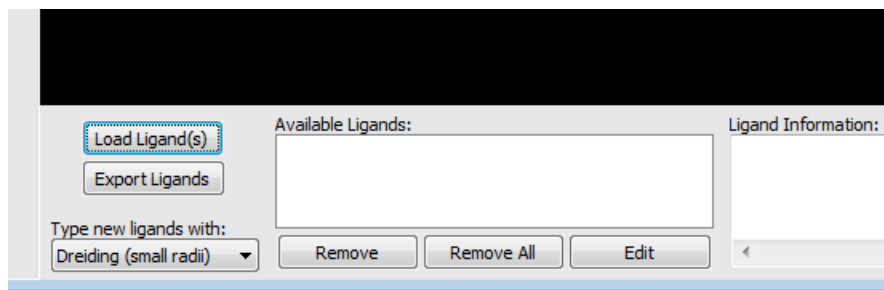 Load Ligand(s)
Export Ligands
Type new ligands with:
Dreiding (small radii)
Available Ligands:
Remove
Remove All
Edit
Ligand Information: